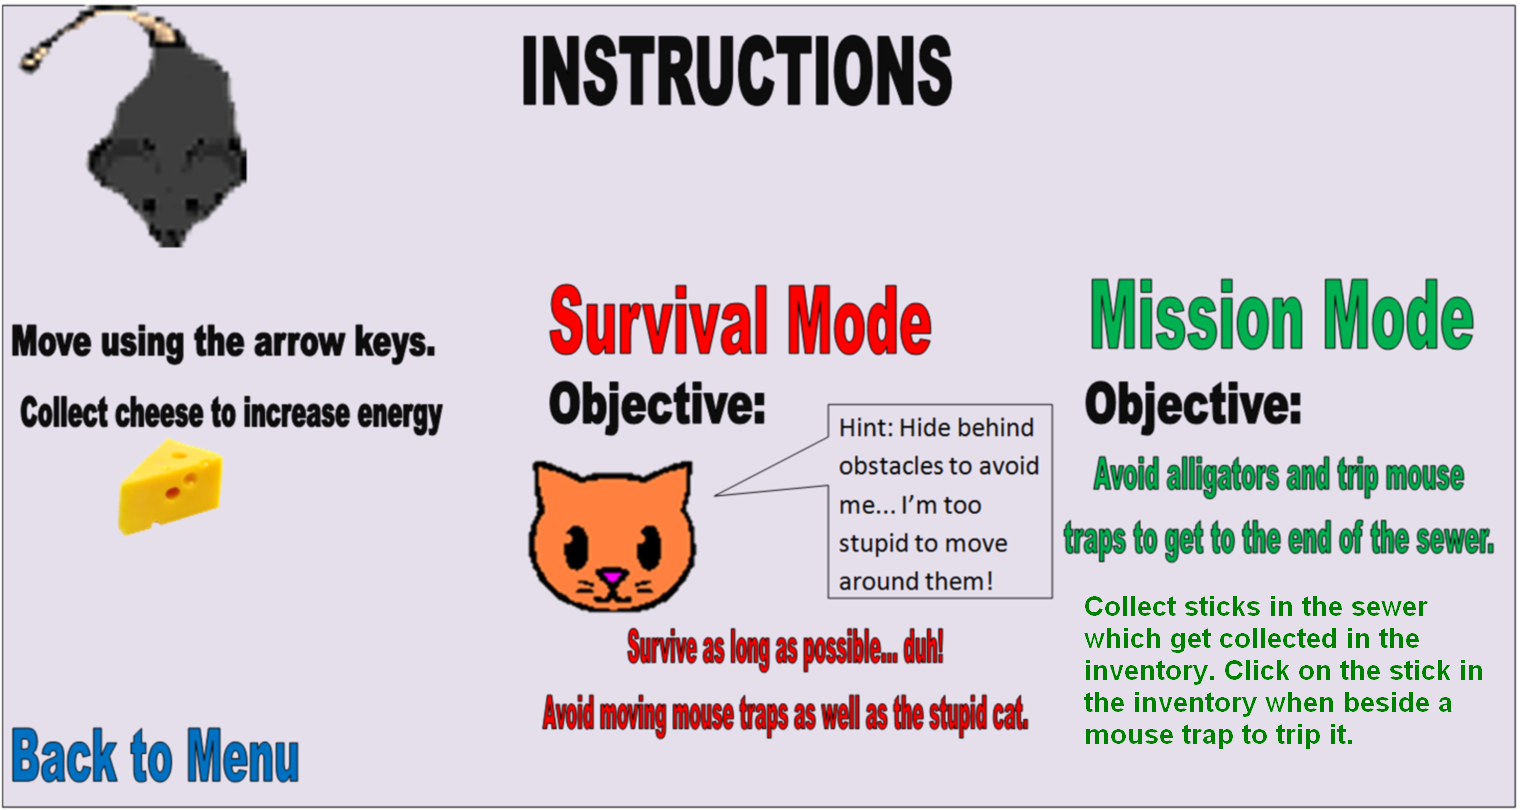 INSTRUCTIONS
Move using the arrow keys.
Collect cheese to increase energy
Survival Mode
Objective:
Hint: Hide behind
obstacles to avoid
me... I'm too
stupid to move
around them!
Survive as long as possible... duh!
Avoid moving mouse traps as well as the stupid cat.
Mission Mode
Objective:
Avoid alligators and trip mouse
traps to get to the end of the sewer.
Collect sticks in the sewer
which get collected in the
inventory. Click on the stick in
the inventory when beside a
mouse trap to trip it.
Back to Menu